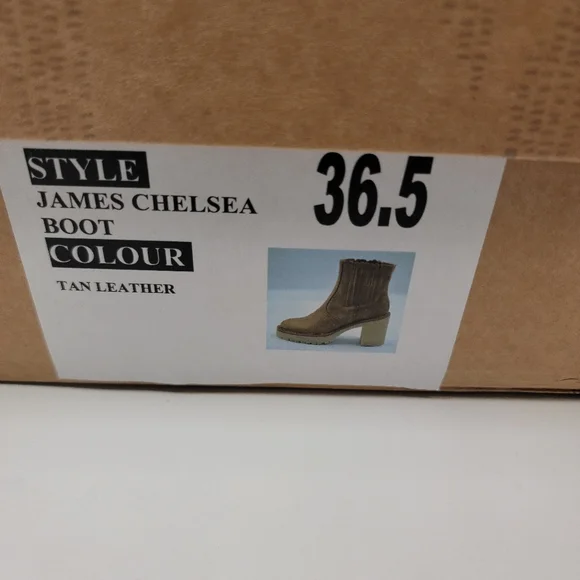 STYLE
36.5
JAMES CHELSEA
BOOT
COLOUR
TAN LEATHER